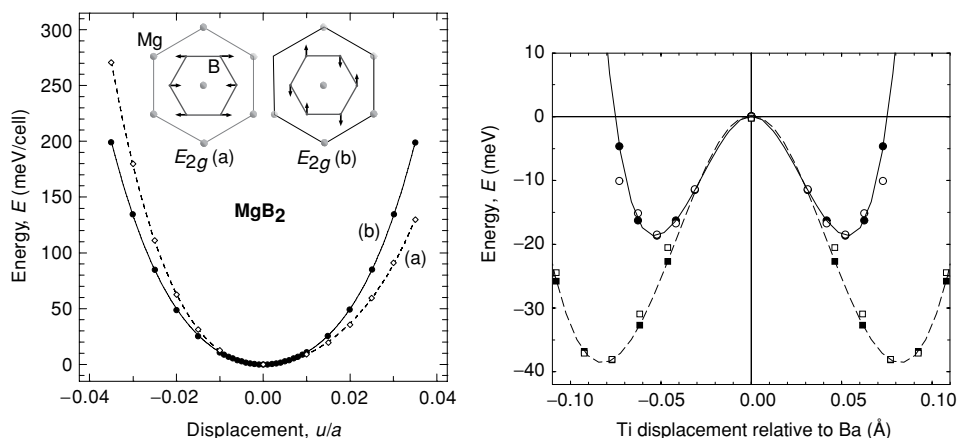 300
250
200
150
100
50
0
Energy, E (meV/cell)
Mg
B
E2g (a)
E2g (b)
MgB2
(b)
(a)
−0.04
−0.02
0.00
0.02
0.04
Displacement, u/a
10
0
−10
−20
−30
−40
Energy, E (meV)
−0.10
−0.05
0.00
0.05
0.10
Ti displacement relative to Ba (Å)